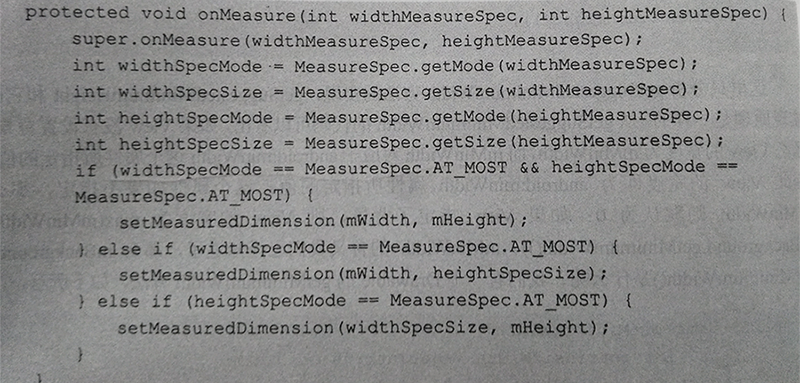 protected void onMeasure(int widthMeasureSpec, int heightMeasureSpec) {
super.onMeasure(widthMeasureSpec, heightMeasureSpec);
int widthSpecMode = MeasureSpec.getMode(widthMeasureSpec);
int widthSpecSize = MeasureSpec.getSize(widthMeasureSpec);
int heightSpecMode = MeasureSpec.getMode(heightMeasureSpec);
int heightSpecSize = MeasureSpec.getSize(heightMeasureSpec);
if (widthSpecMode == MeasureSpec.AT_MOST && heightSpecMode ==
MeasureSpec.AT_MOST) {
setMeasuredDimension(mWidth, mHeight);
} else if (widthSpecMode == MeasureSpec.AT_MOST) {
setMeasuredDimension(mWidth, heightSpecSize);
} else if (heightSpecMode == MeasureSpec.AT_MOST) {
setMeasuredDimension(widthSpecSize, mHeight);
}
}